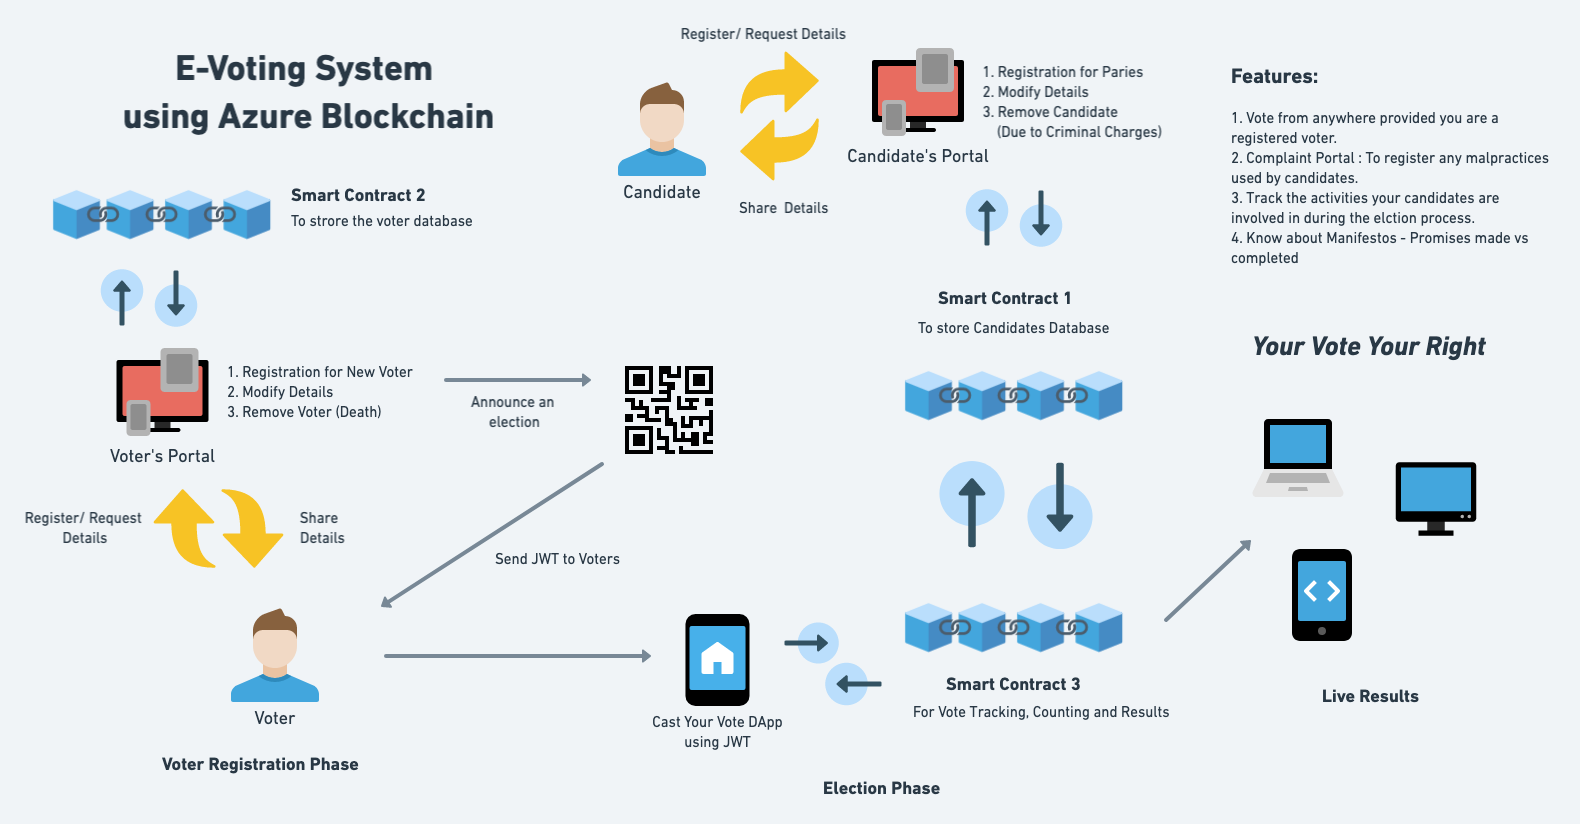 E-Voting System
using Azure Blockchain
Smart Contract 2
To strore the voter database
1. Registration for New Voter
2. Modify Details
3. Remove Voter (Death)
Voter's Portal
Register/ Request
Details
Share
Details
Voter
Voter Registration Phase
Announce an
election
Send JWT to Voters
Cast Your Vote DApp
using JWT
Register/ Request Details
Candidate
Share Details
1. Registration for Paries
2. Modify Details
3. Remove Candidate
(Due to Criminal Charges)
Candidate's Portal
Smart Contract 1
To store Candidates Database
Smart Contract 3
For Vote Tracking, Counting and Results
Election Phase
Features:
1. Vote from anywhere provided you are a
registered voter.
2. Complaint Portal : To register any malpractices
used by candidates.
3. Track the activities your candidates are
involved in during the elction process.
4. Know about Manifestos - Promises made vs
completed
Your Vote Your Right
Live Results